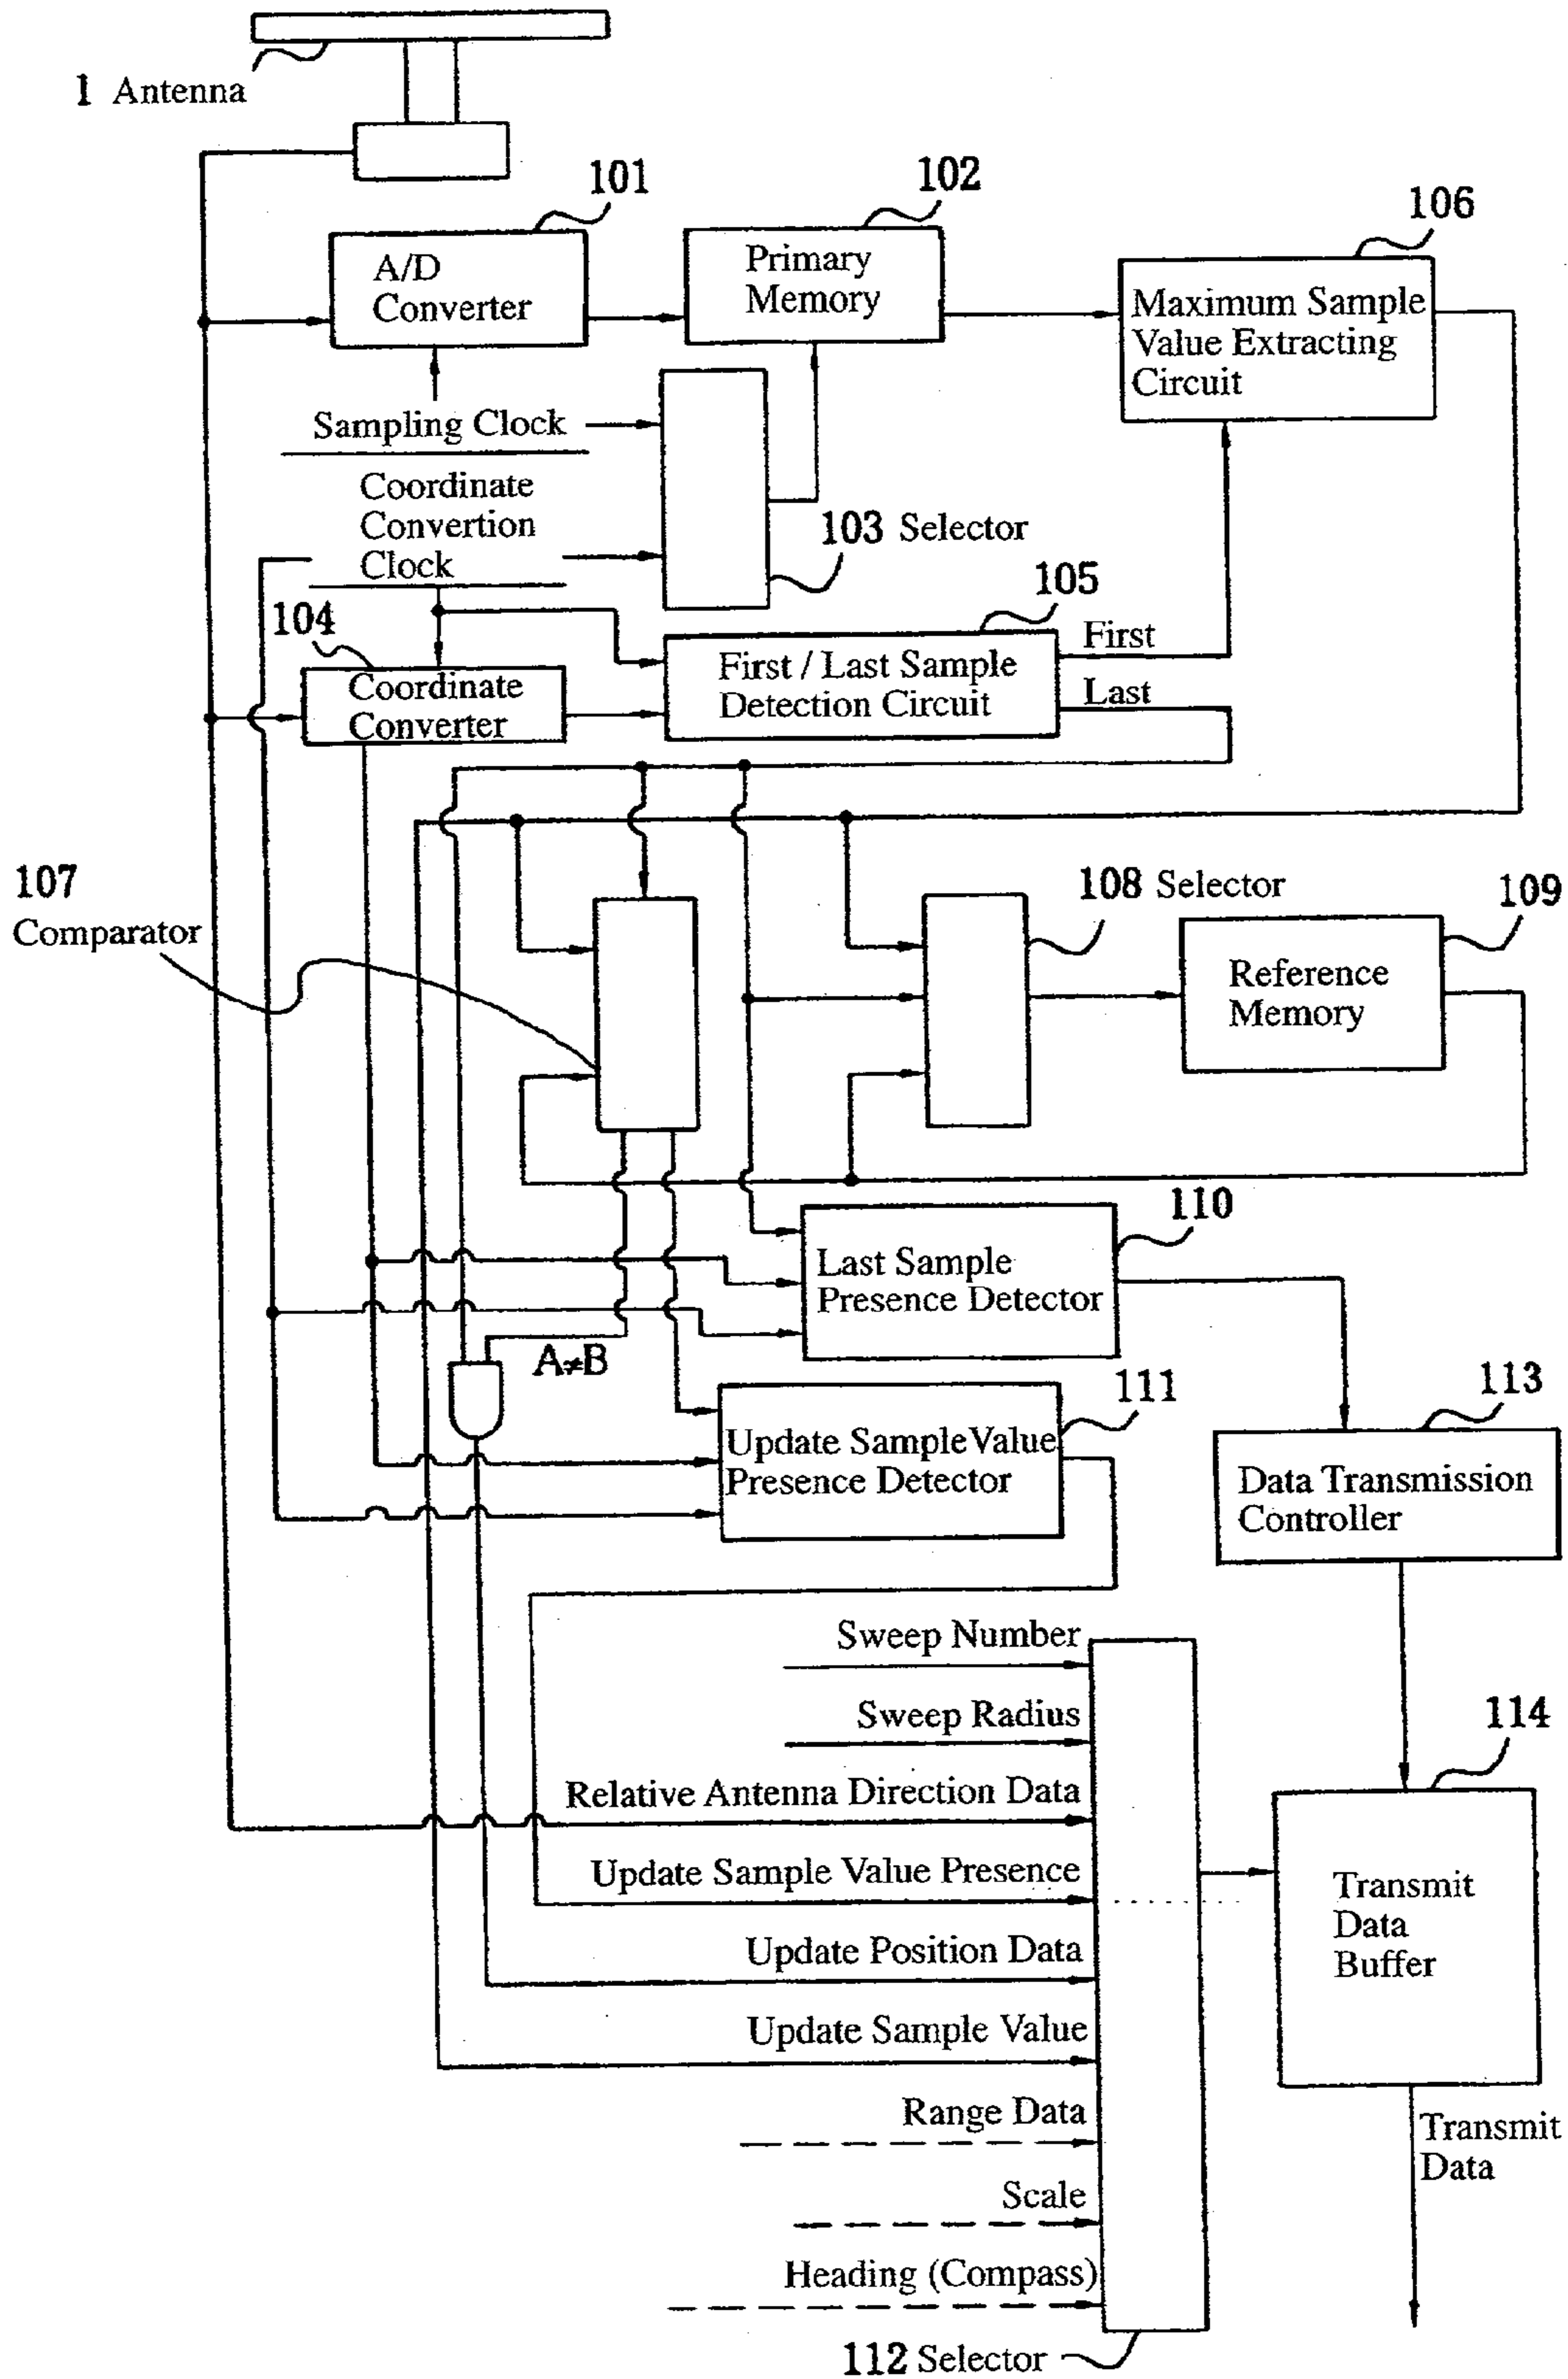 1 Antenna
101
A/D
Converter
102
Primary
Memory
106
Maximum Sample
Value Extracting
Circuit
Sampling Clock
Coordinate
Convertion
Clock
103 Selector
104
Coordinate
Converter
105
First / Last Sample
Detection Circuit
First
Last
107
Comparator
108 Selector
109
Reference
Memory
110
Last Sample
Presence Detector
A≠B
111
Update Sample Value
Presence Detector
113
Data Transmission
Controller
Sweep Number
Sweep Radius
Relative Antenna Direction Data
Update Sample Value Presence
Update Position Data
Update Sample Value
Range Data
Scale
Heading (Compass)
112 Selector
114
Transmit
Data
Buffer
Transmit
Data